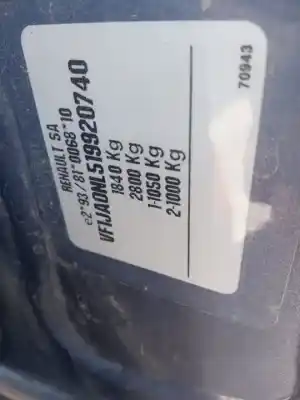 RENAULT SA
e2*93/81*0068*10
VF1JA0NL519920740
1840 Kg
2800 Kg
1-1050 Kg
2-1000 Kg
70943